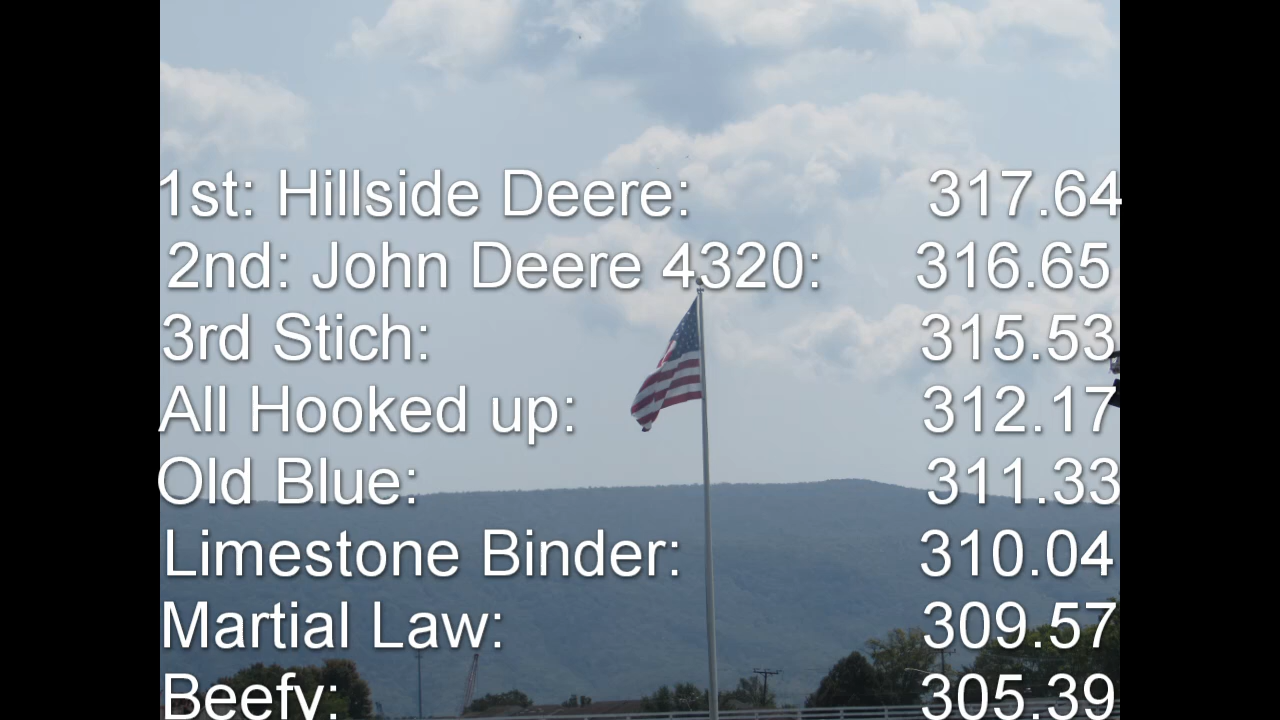 1st: Hillside Deere: 317.64
2nd: John Deere 4320: 316.65
3rd Stich: 315.53
All Hooked up: 312.17
Old Blue: 311.33
Limestone Binder: 310.04
Martial Law: 309.57
Beefy: 305.39